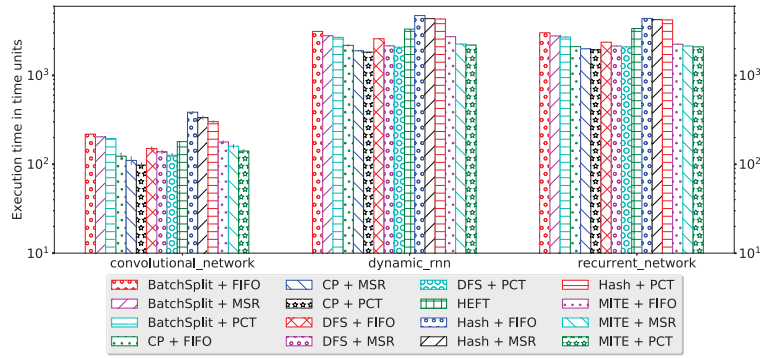 Execution time in time units
10³
10²
10¹
10³
10²
10¹
convolutional_network dynamic_rnn recurrent_network
BatchSplit + FIFO CP + MSR DFS + PCT Hash + PCT
BatchSplit + MSR CP + PCT HEFT MITE + FIFO
BatchSplit + PCT DFS + FIFO Hash + FIFO MITE + MSR
CP + FIFO DFS + MSR Hash + MSR MITE + PCT